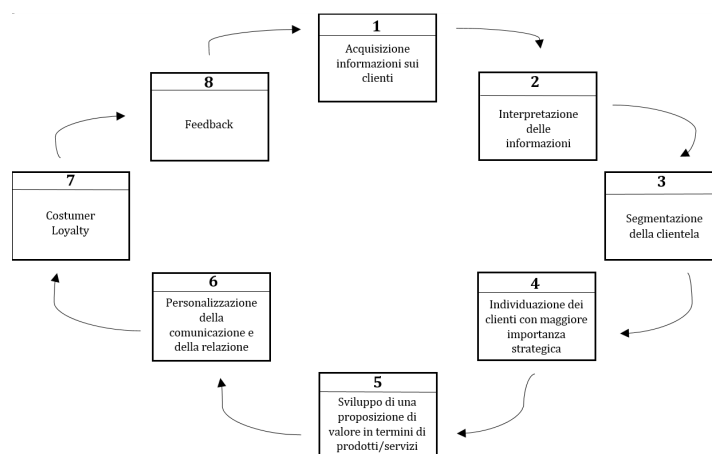 1
Acquisizione
informazioni sui
clienti
2
Interpretazione
delle
informazioni
3
Segmentazione
della clientela
4
Individuazione dei
clienti con maggiore
importanza
strategica
5
Sviluppo di una
proposizione di
valore in termini di
prodotti/servizi
6
Personalizzazione
della
comunicazione e
della relazione
7
Costumer
Loyalty
8
Feedback